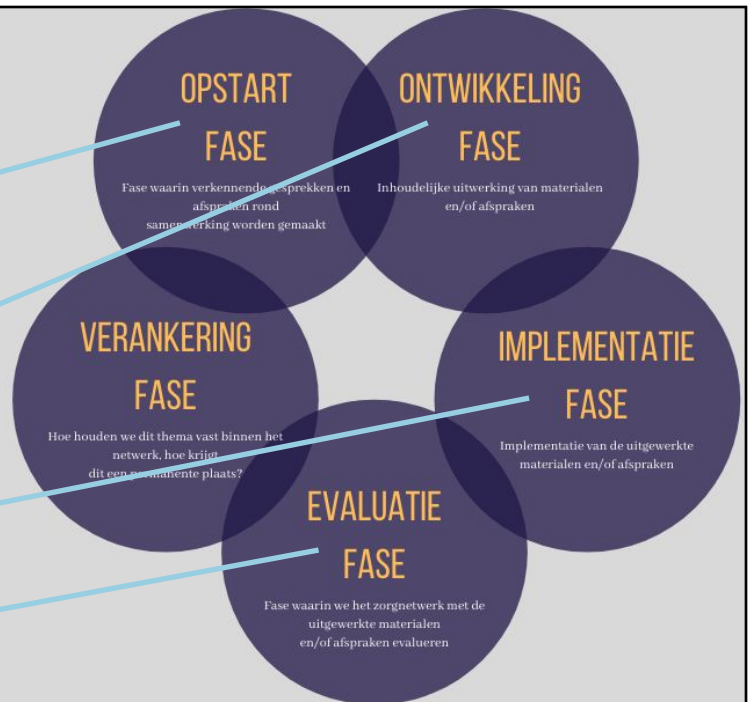 OPSTART
FASE
Fase waarin verkennende gesprekken en
afspraken rond
samenwerking worden gemaakt
ONTWIKKELING
FASE
Inhoudelijke uitwerking van materialen
en/of afspraken
VERANKERING
FASE
Hoe houden we dit thema vast binnen het
netwerk, hoe krijgt
dit een permanente plaats?
IMPLEMENTATIE
FASE
Implementatie van de uitgewerkte
materialen en/of afspraken
EVALUATIE
FASE
Fase waarin we het zorgnetwerk met de
uitgewerkte materialen
en/of afspraken evalueren